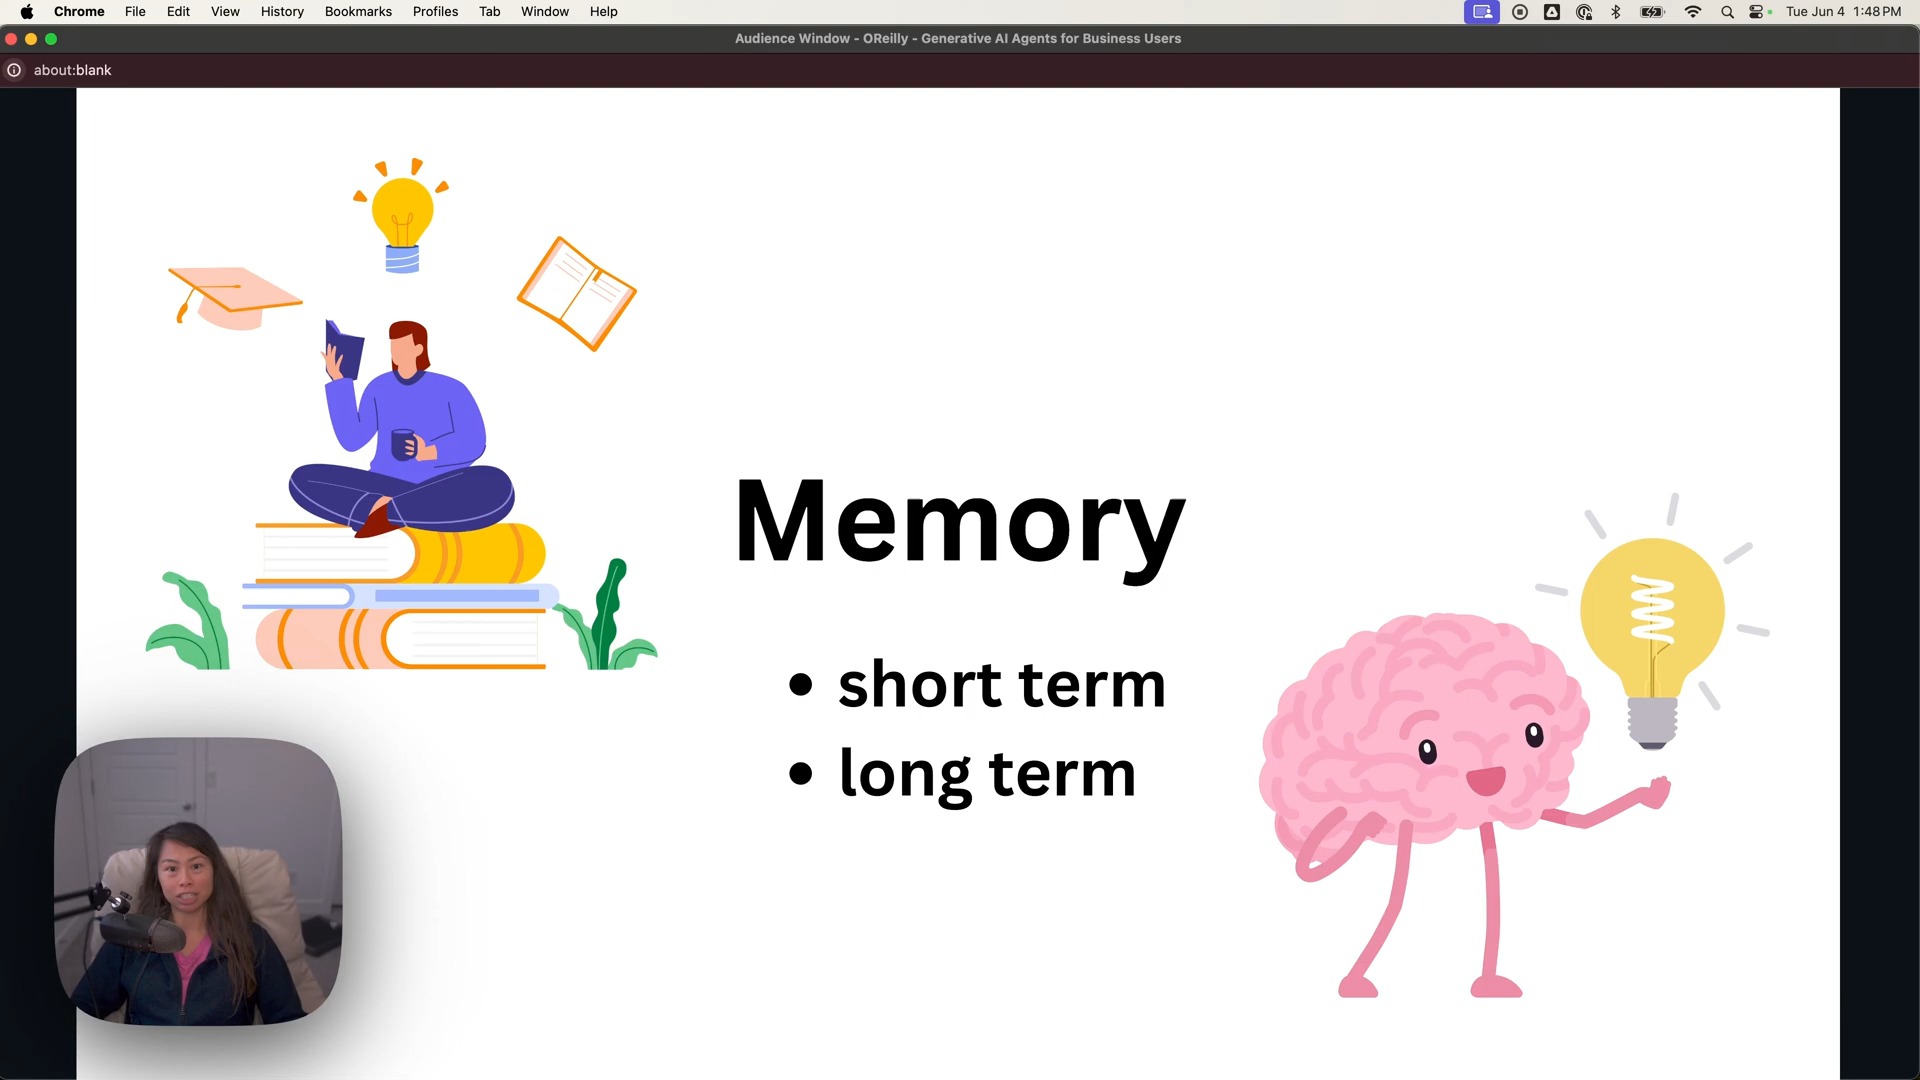 Chrome File Edit View History Bookmarks Profiles Tab Window Help Tue Jun 4 1:48 PM
Audience Window - OReilly - Generative AI Agents for Business Users
about:blank
Memory
• short term
• long term